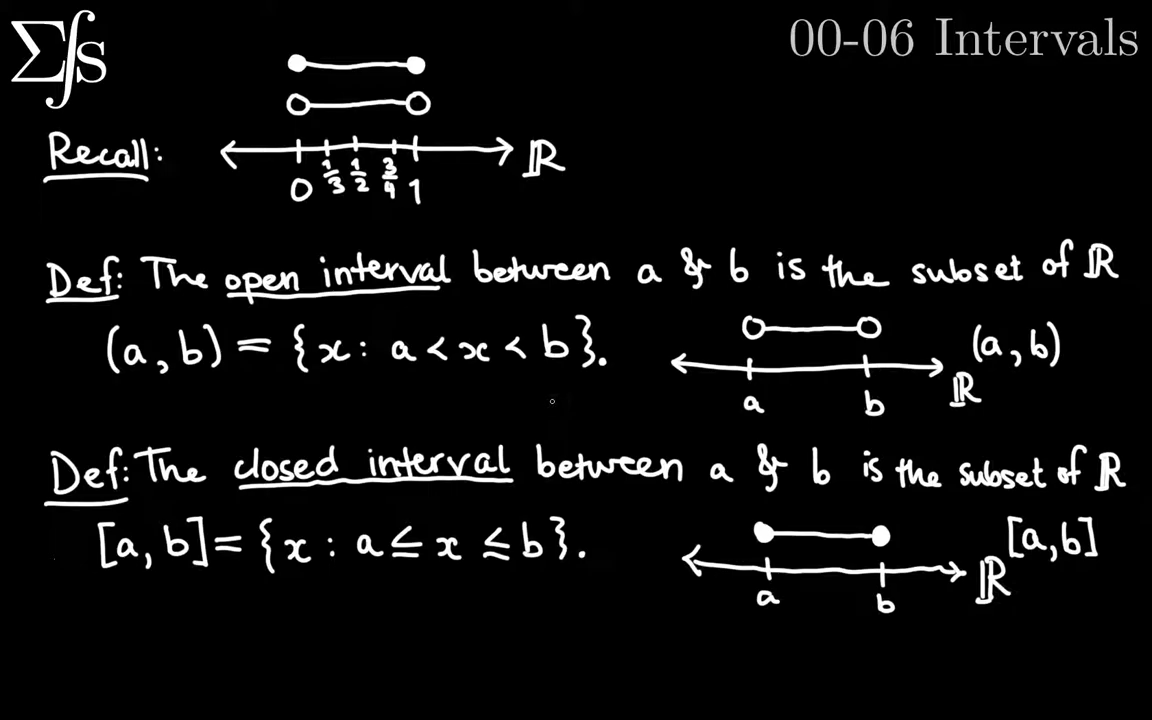 Σ∫S
00-06 Intervals
Recall:
ℝ
0 1/3 1/2 3/4 1
Def: The open interval between a & b is the subset of ℝ
(a, b) = {x : a < x < b}.
(a, b)
a b ℝ
Def: The closed interval between a & b is the subset of ℝ
[a, b] = {x : a ≤ x ≤ b}.
[a, b]
a b ℝ